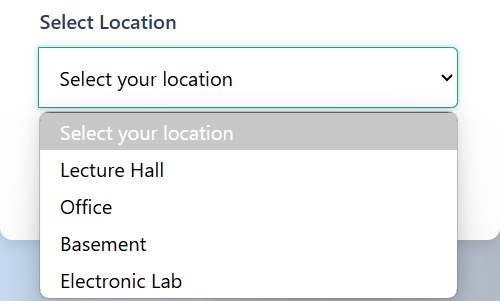 Select Location
Select your location
Select your location
Lecture Hall
Office
Basement
Electronic Lab